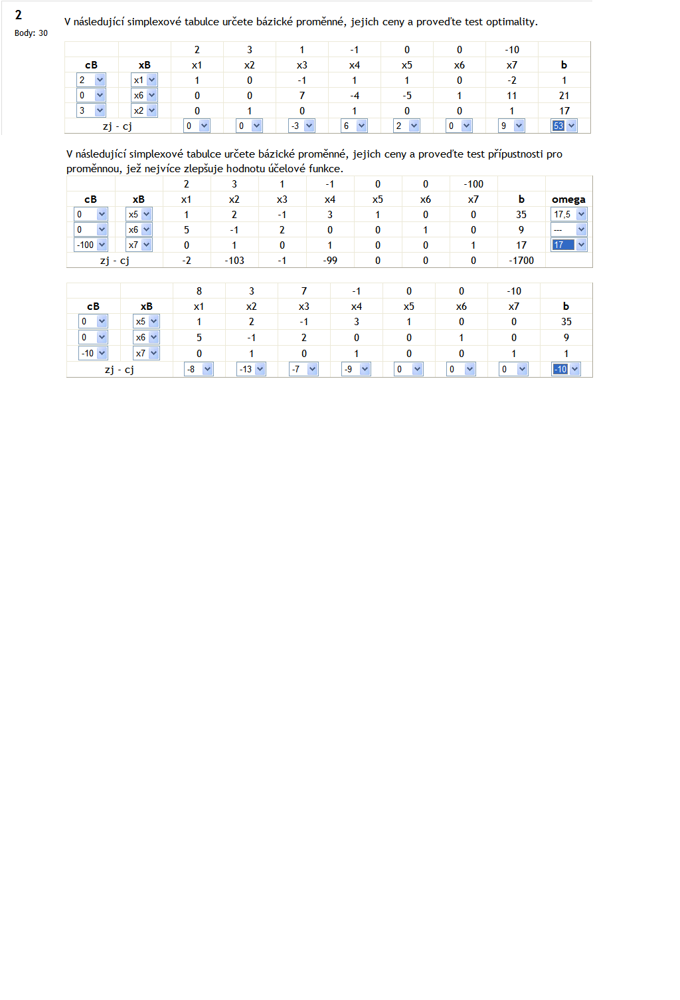 2
Body: 30
V následující simplexové tabulce určete bázické proměnné, jejich ceny a proveďte test optimality.
2 3 1 -1 0 0 -10
cB xB x1 x2 x3 x4 x5 x6 x7 b
2 x1 1 0 -1 1 1 0 -2 1
0 x6 0 0 7 -4 -5 1 11 21
3 x2 0 1 0 1 0 0 1 17
zj - cj 0 0 -3 6 2 0 9 53
V následující simplexové tabulce určete bázické proměnné, jejich ceny a proveďte test přípustnosti pro
proměnnou, jež nejvíce zlepšuje hodnotu účelové funkce.
2 3 1 -1 0 0 -100
cB xB x1 x2 x3 x4 x5 x6 x7 b omega
0 x5 1 2 -1 3 1 0 0 35 17,5
0 x6 5 -1 2 0 0 1 0 9 ---
-100 x7 0 1 0 1 0 0 1 17 17
zj - cj -2 -103 -1 -99 0 0 0 -1700
8 3 7 -1 0 0 -10
cB xB x1 x2 x3 x4 x5 x6 x7 b
0 x5 1 2 -1 3 1 0 0 35
0 x6 5 -1 2 0 0 1 0 9
-10 x7 0 1 0 1 0 0 1 1
zj - cj -8 -13 -7 -9 0 0 0 -10